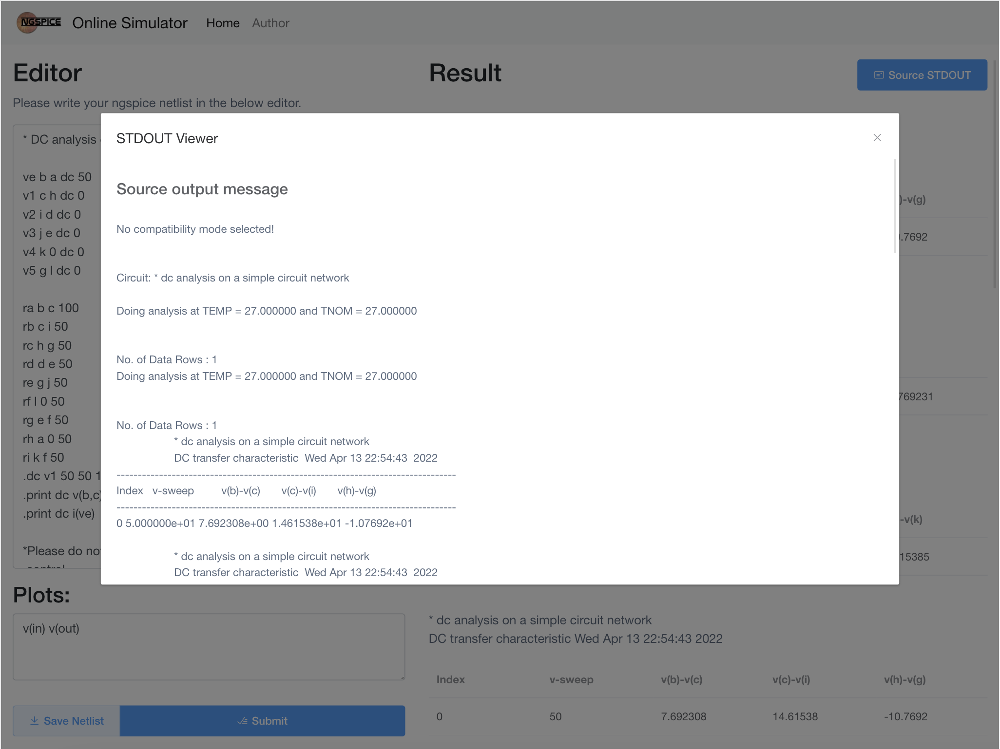 NGSPICE Online Simulator Home Author
Editor
Please write your ngspice netlist in the below editor.
* DC analysis
ve b a dc 50
v1 c h dc 0
v2 i d dc 0
v3 j e dc 0
v4 k 0 dc 0
v5 g l dc 0
ra b c 100
rb c i 50
rc h g 50
rd d e 50
re g j 50
rf l 0 50
rg e f 50
rh a 0 50
ri k f 50
.dc v1 50 50 1
.print dc v(b,c)
.print dc i(ve)
*Please do not
Plots:
v(in) v(out)
Save Netlist
Submit
Result
Source STDOUT
)-v(g)
.7692
769231
-v(k)
15385
STDOUT Viewer
Source output message
No compatibility mode selected!
Circuit: * dc analysis on a simple circuit network
Doing analysis at TEMP = 27.000000 and TNOM = 27.000000
No. of Data Rows : 1
Doing analysis at TEMP = 27.000000 and TNOM = 27.000000
No. of Data Rows : 1
* dc analysis on a simple circuit network
DC transfer characteristic Wed Apr 13 22:54:43 2022
--------------------------------------------------------------------------------
Index v-sweep v(b)-v(c) v(c)-v(i) v(h)-v(g)
--------------------------------------------------------------------------------
0 5.000000e+01 7.692308e+00 1.461538e+01 -1.07692e+01
* dc analysis on a simple circuit network
DC transfer characteristic Wed Apr 13 22:54:43 2022
* dc analysis on a simple circuit network
DC transfer characteristic Wed Apr 13 22:54:43 2022
Index v-sweep v(b)-v(c) v(c)-v(i) v(h)-v(g)
0 50 7.692308 14.61538 -10.7692